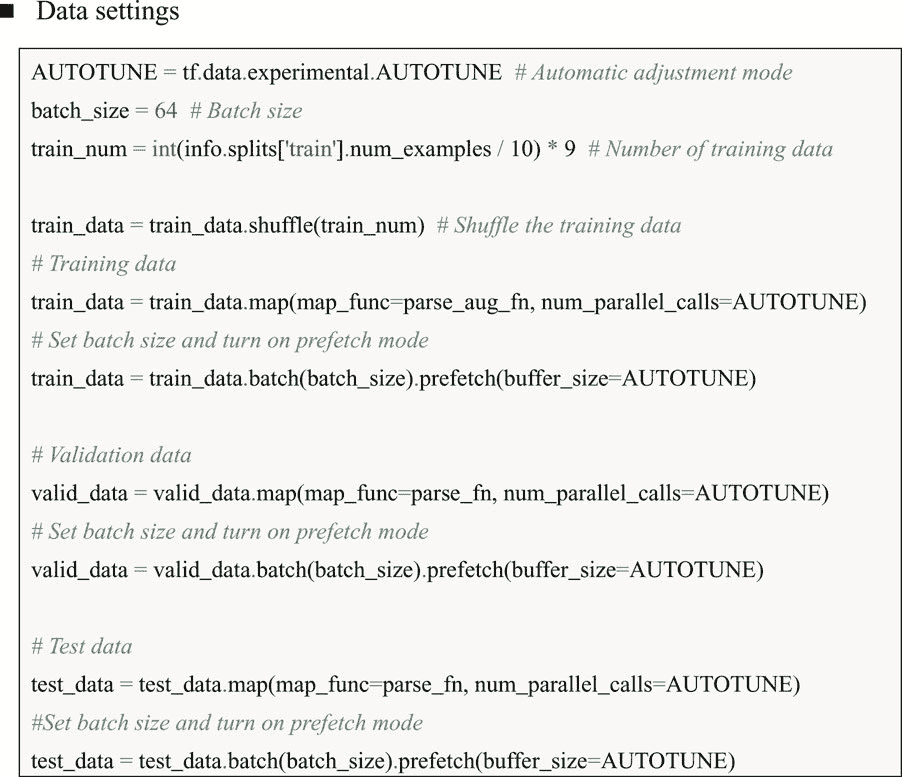 ■ Data settings
AUTOTUNE = tf.data.experimental.AUTOTUNE # Automatic adjustment mode
batch_size = 64 # Batch size
train_num = int(info.splits['train'].num_examples / 10) * 9 # Number of training data
train_data = train_data.shuffle(train_num) # Shuffle the training data
# Training data
train_data = train_data.map(map_func=parse_aug_fn, num_parallel_calls=AUTOTUNE)
# Set batch size and turn on prefetch mode
train_data = train_data.batch(batch_size).prefetch(buffer_size=AUTOTUNE)
# Validation data
valid_data = valid_data.map(map_func=parse_fn, num_parallel_calls=AUTOTUNE)
# Set batch size and turn on prefetch mode
valid_data = valid_data.batch(batch_size).prefetch(buffer_size=AUTOTUNE)
# Test data
test_data = test_data.map(map_func=parse_fn, num_parallel_calls=AUTOTUNE)
#Set batch size and turn on prefetch mode
test_data = test_data.batch(batch_size).prefetch(buffer_size=AUTOTUNE)